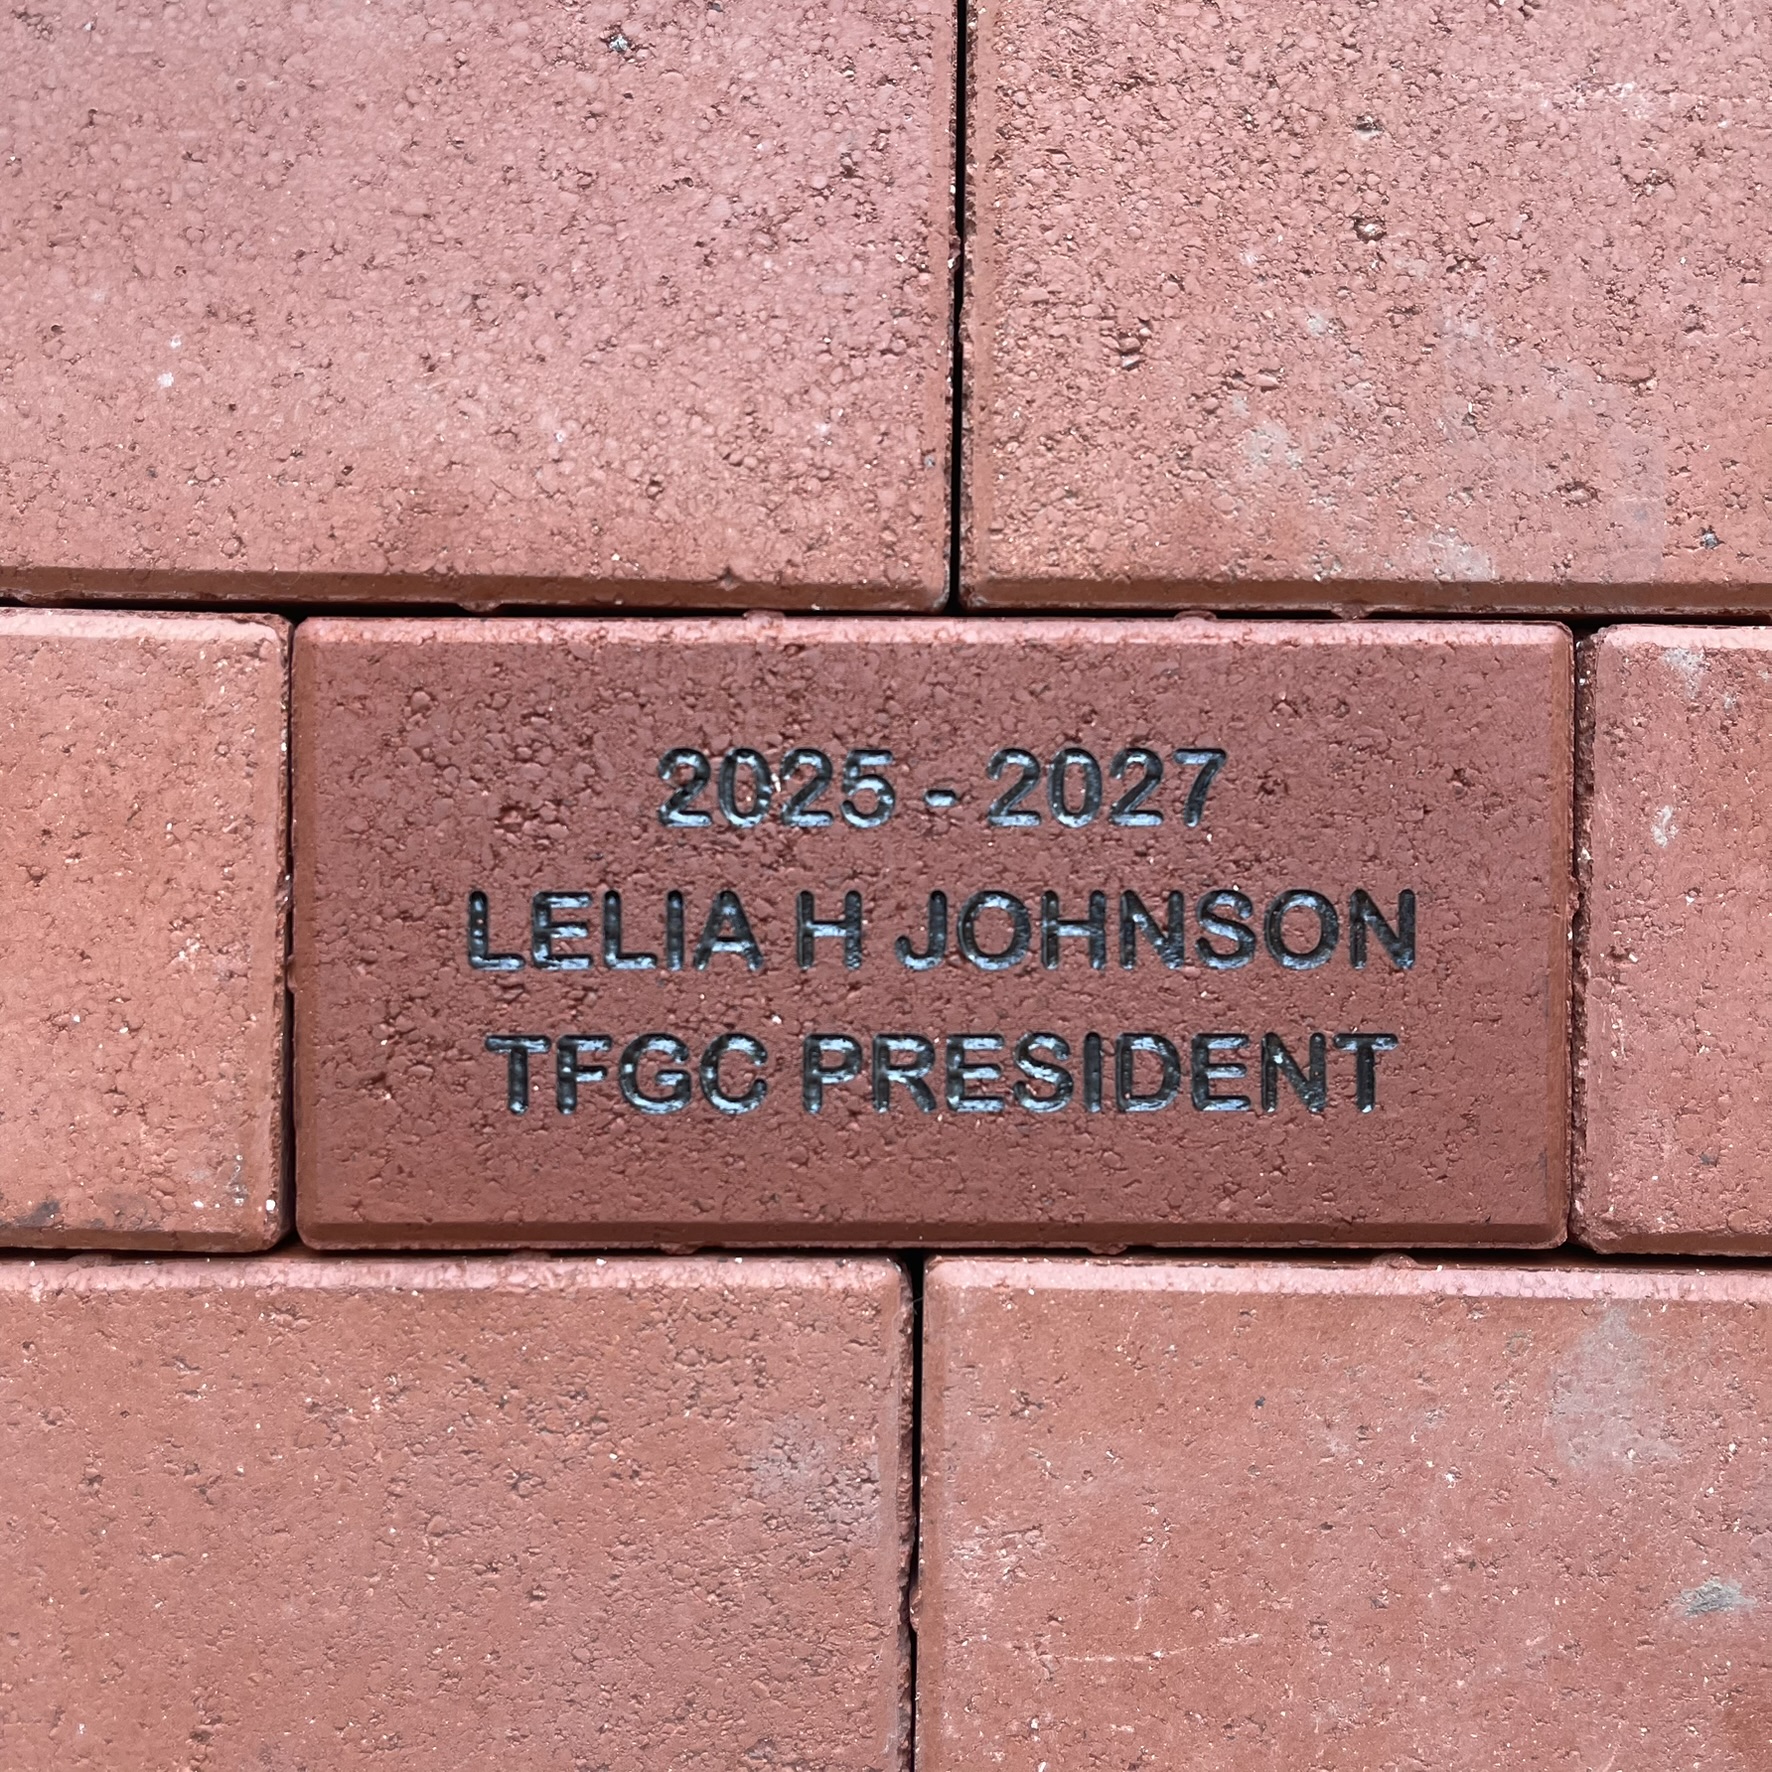 2025 - 2027
LELIA H JOHNSON
TFGC PRESIDENT